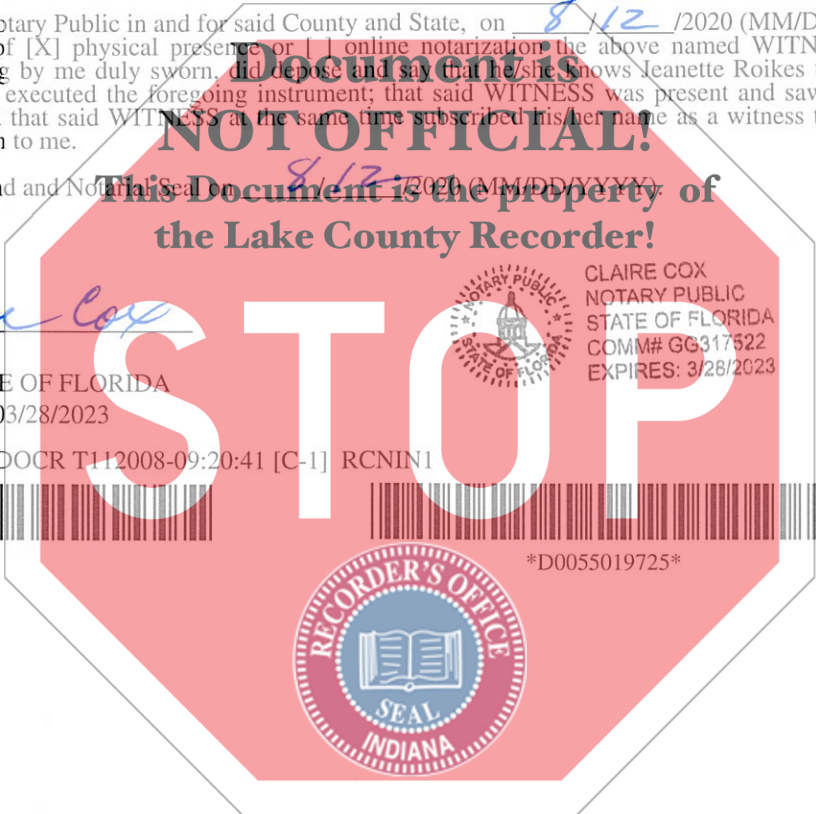 otary Public in and for said County and State, on 8/12/2020 (MM/D
of [X] physical presence or [ ] online notarization the above named WITN
g by me duly sworn, did depose and say that he/she knows Jeanette Roikes
executed the foregoing instrument; that said WITNESS was present and saw
that said WITNESS at the same time subscribed his/her name as a witness t
n to me.
Document is
NOT OFFICIAL!
nd and Notarial Seal on 8/12/2020 (MM/DD/YYYY).
This Document is the property of
the Lake County Recorder!
Cox
NOTARY PUBLIC
STATE OF FLORIDA
CLAIRE COX
NOTARY PUBLIC
STATE OF FLORIDA
COMM# GG317522
EXPIRES: 3/28/2023
STOP
E OF FLORIDA
03/28/2023
DOCR T112008-09:20:41 [C-1] RCNIN1
*D0055019725*
RECORDER'S OFFICE
SEAL
INDIANA